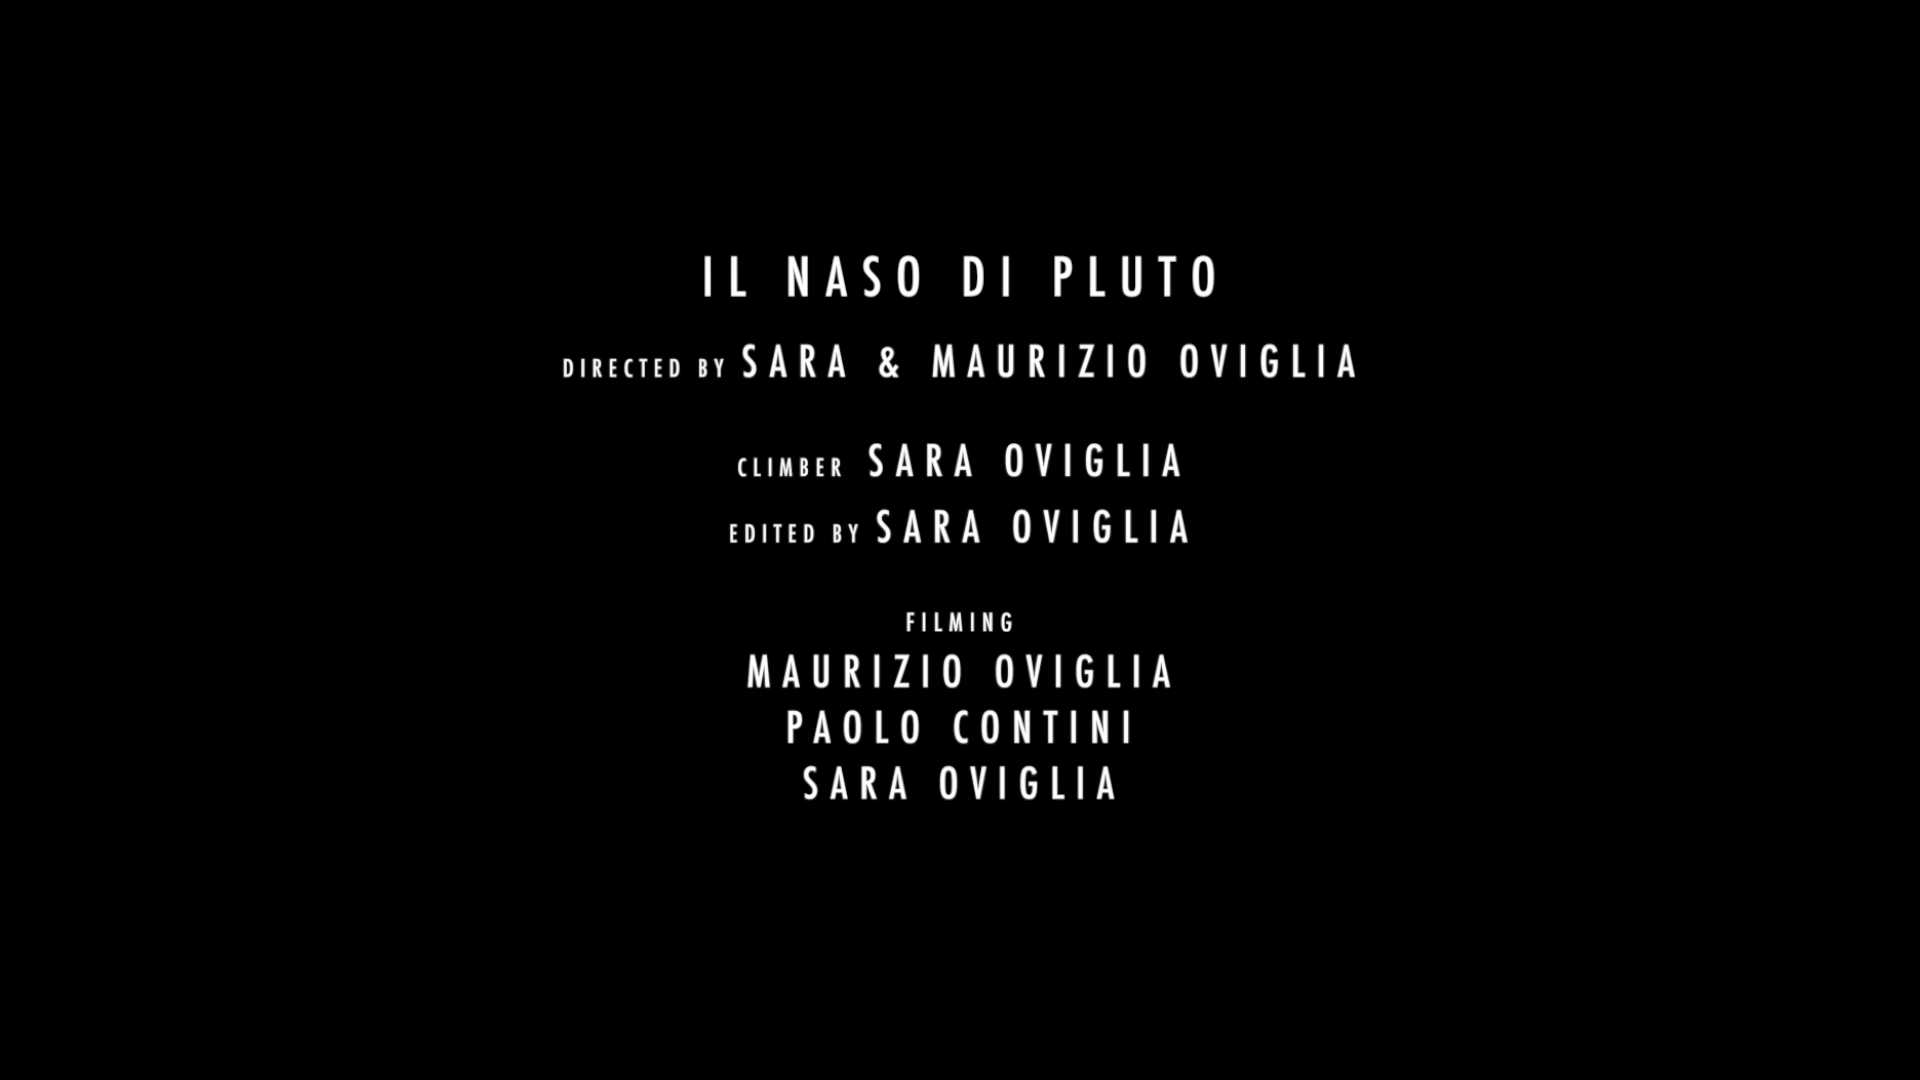 IL NASO DI PLUTO
DIRECTED BY SARA & MAURIZIO OVIGLIA
CLIMBER SARA OVIGLIA
EDITED BY SARA OVIGLIA
FILMING
MAURIZIO OVIGLIA
PAOLO CONTINI
SARA OVIGLIA